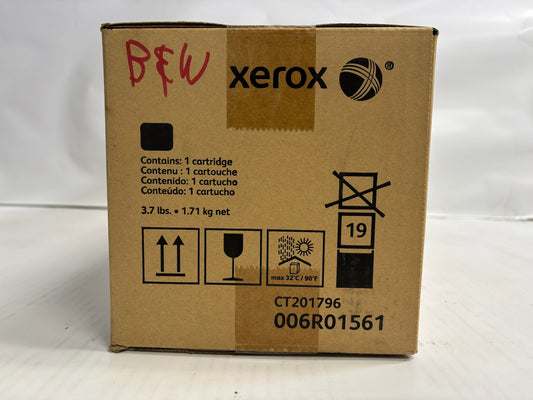 B&W xerox ®
Contains: 1 cartridge
Contenu : 1 cartouche
Contenido: 1 cartucho
Conteúdo: 1 cartucho
3.7 lbs. • 1.71 kg net
19
max 32°C / 90°F
CT201796
006R01561